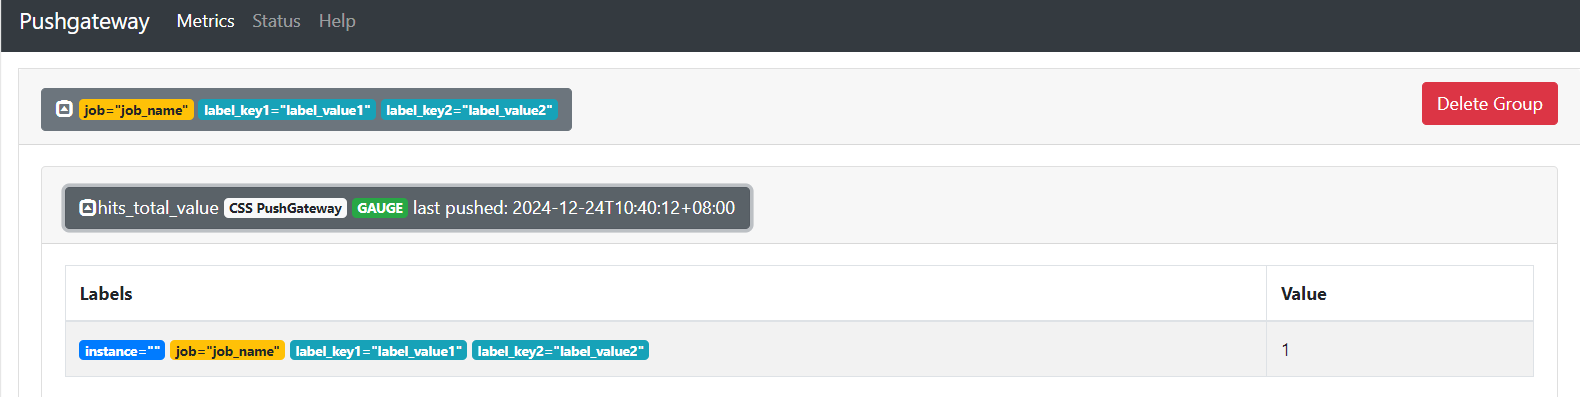 Pushgateway Metrics Status Help
job="job_name" label_key1="label_value1" label_key2="label_value2" Delete Group
hits_total_value CSS PushGateway GAUGE last pushed: 2024-12-24T10:40:12+08:00
Labels Value
instance="" job="job_name" label_key1="label_value1" label_key2="label_value2" 1